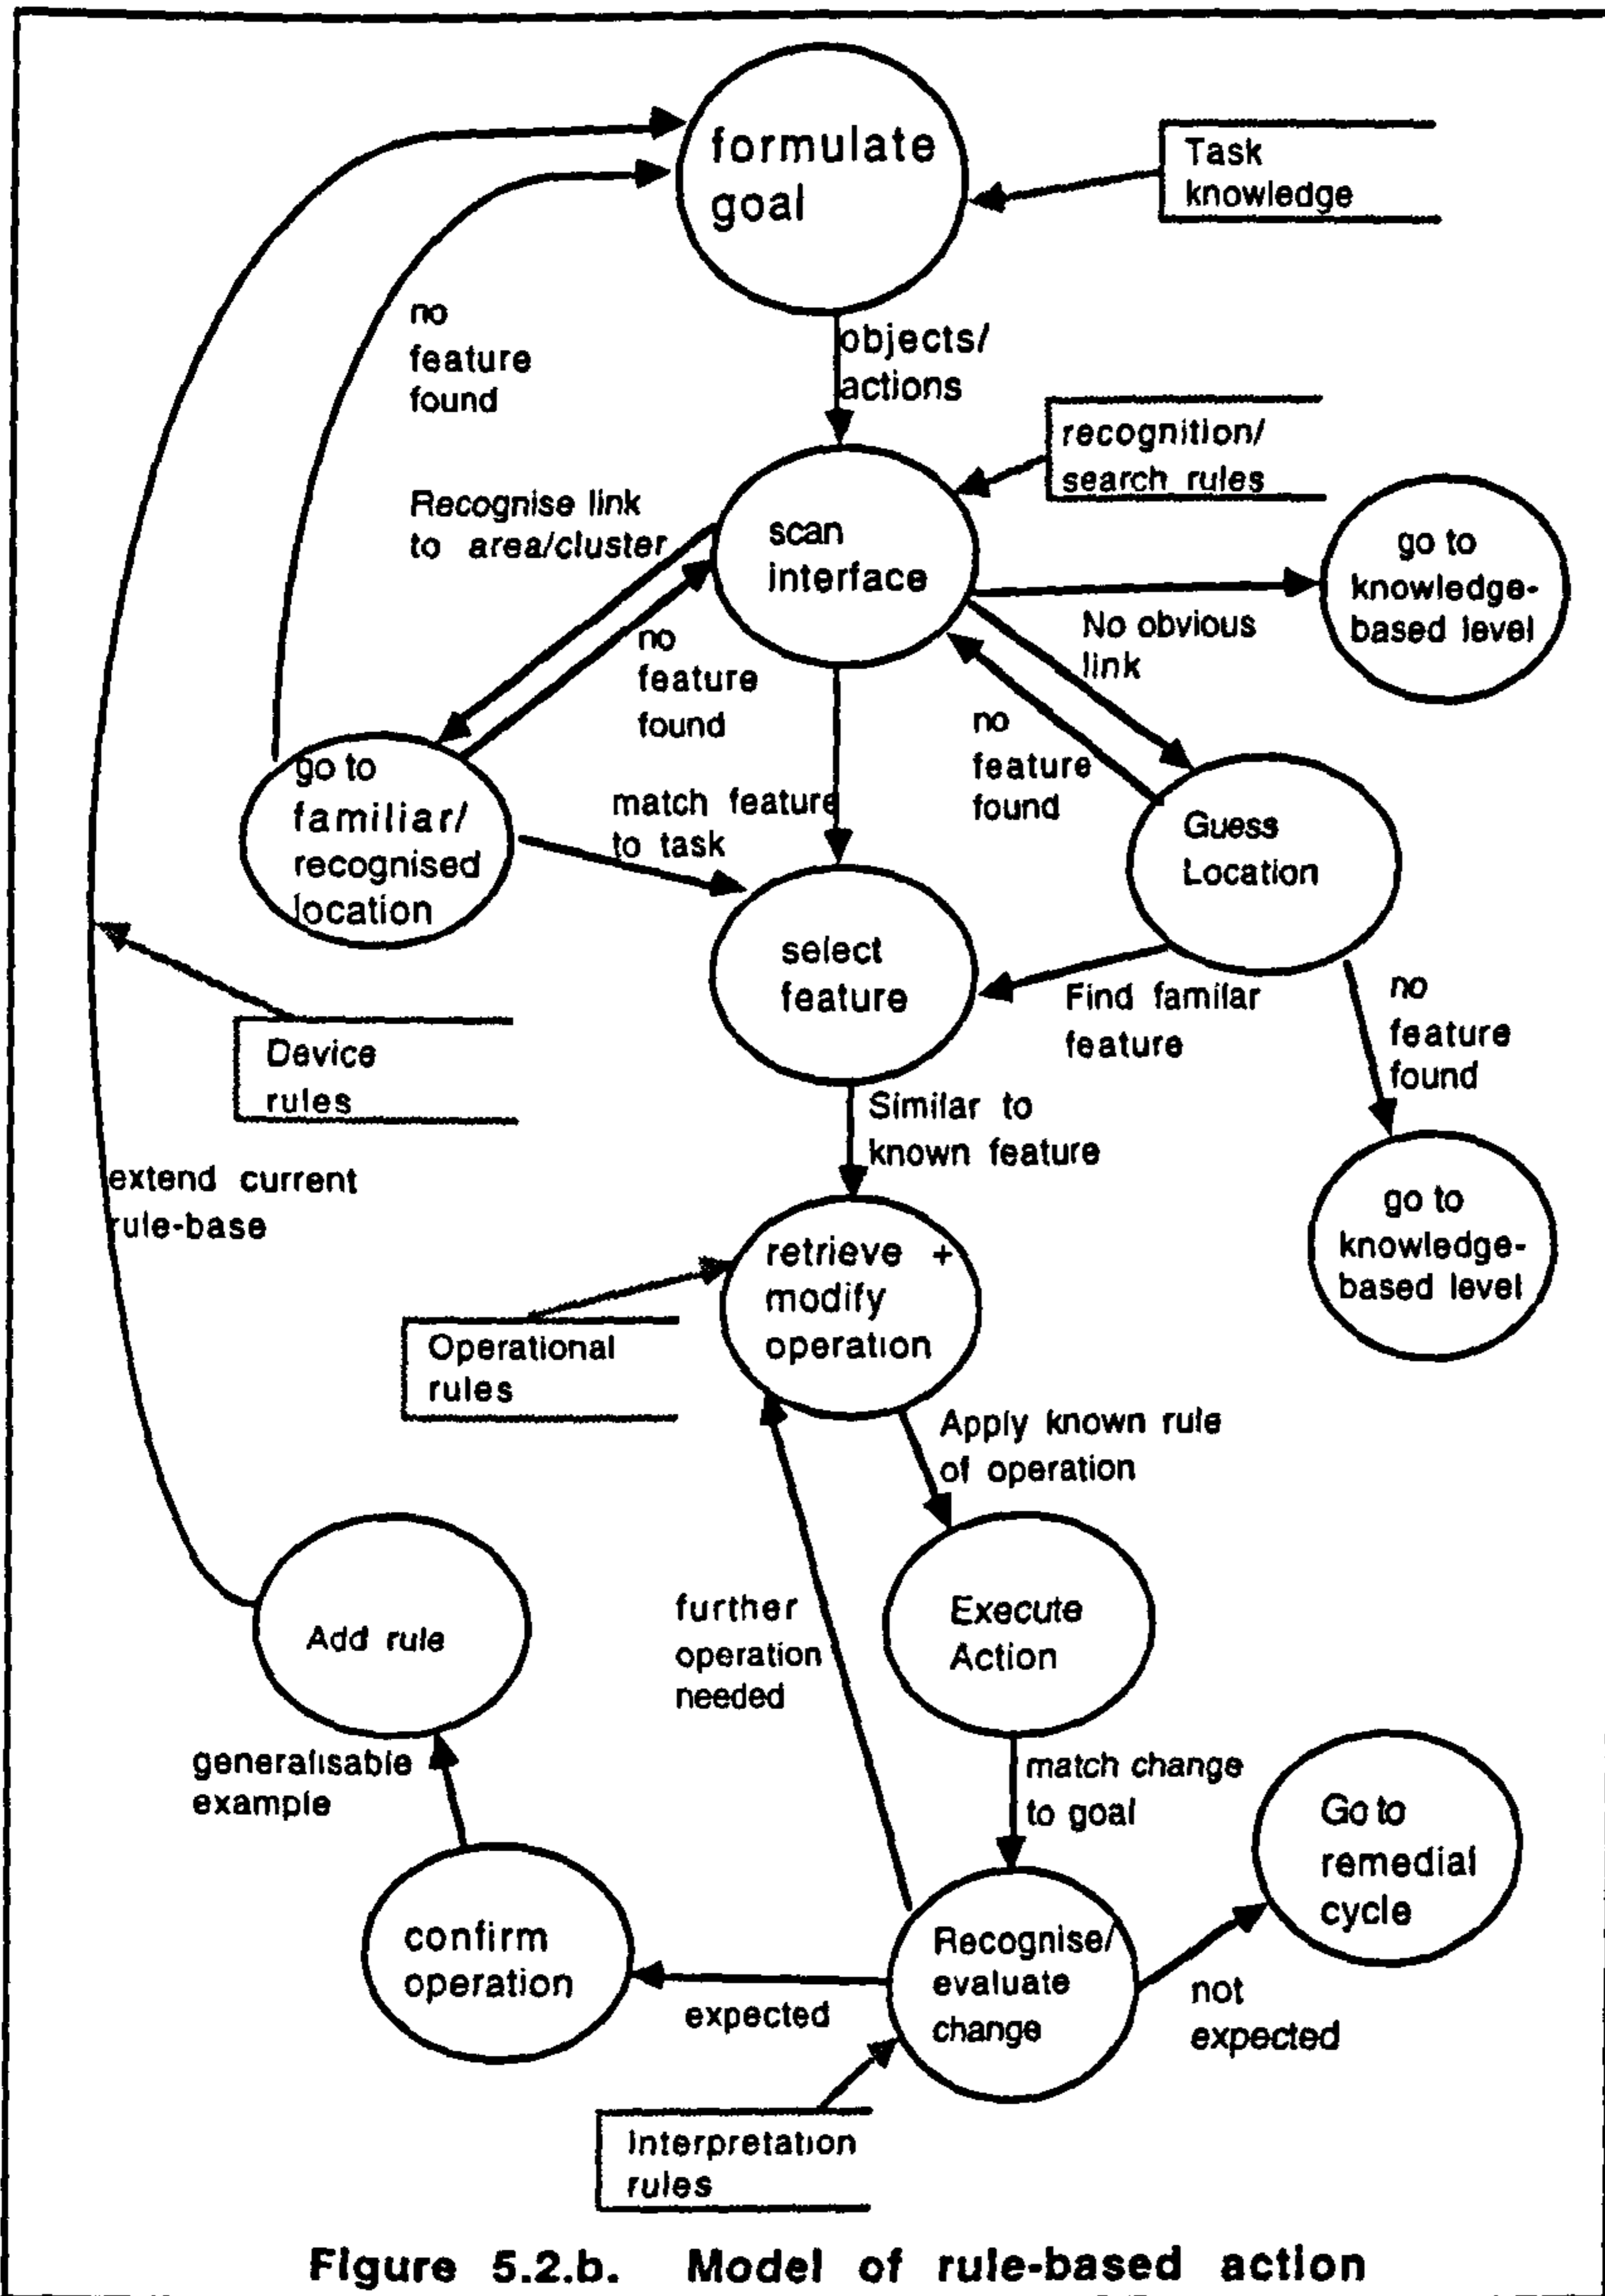 formulate
goal
Task
knowledge
no
feature
found
objects/
actions
recognition/
search rules
Recognise link
to area/cluster
scan
interface
go to
knowledge-
based level
No obvious
link
no
feature
found
no
feature
found
go to
familiar/
recognised
location
match feature
to task
Guess
Location
select
feature
Find familar
feature
no
feature
found
Device
rules
Similar to
known feature
extend current
rule-base
go to
knowledge-
based level
retrieve +
modify
operation
Operational
rules
Apply known rule
of operation
Add rule
further
operation
needed
Execute
Action
generalisable
example
match change
to goal
Go to
remedial
cycle
confirm
operation
Recognise/
evaluate
change
expected
not
expected
Interpretation
rules
Figure 5.2.b. Model of rule-based action